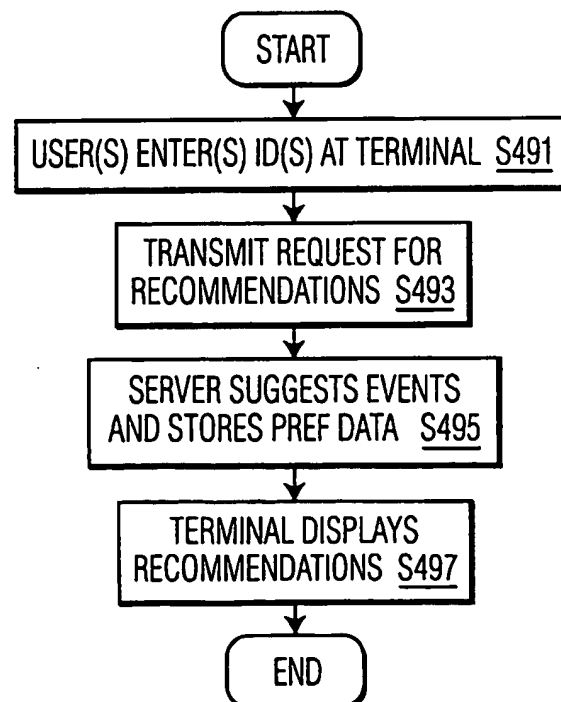 START
USER(S) ENTER(S) ID(S) AT TERMINAL S491
TRANSMIT REQUEST FOR
RECOMMENDATIONS S493
SERVER SUGGESTS EVENTS
AND STORES PREF DATA S495
TERMINAL DISPLAYS
RECOMMENDATIONS S497
END